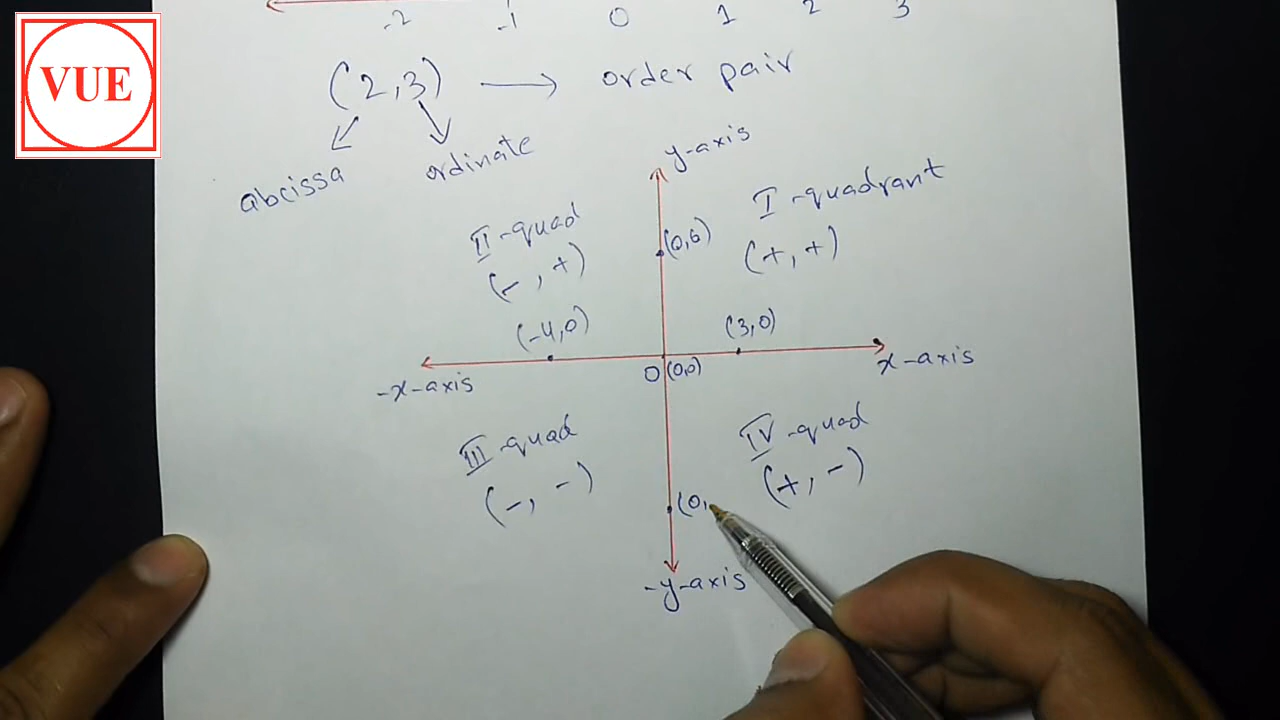 VUE
-2 -1 0 1 2 3
(2,3) → order pair
abcissa
ordinate
y-axis
I-quadrant
(+,+)
II-quad
(-,+)
(0,6)
(-4,0)
(3,0)
-x-axis
O(0,0)
x-axis
III-quad
(-,-)
IV-quad
(+,-)
(0,
-y-axis